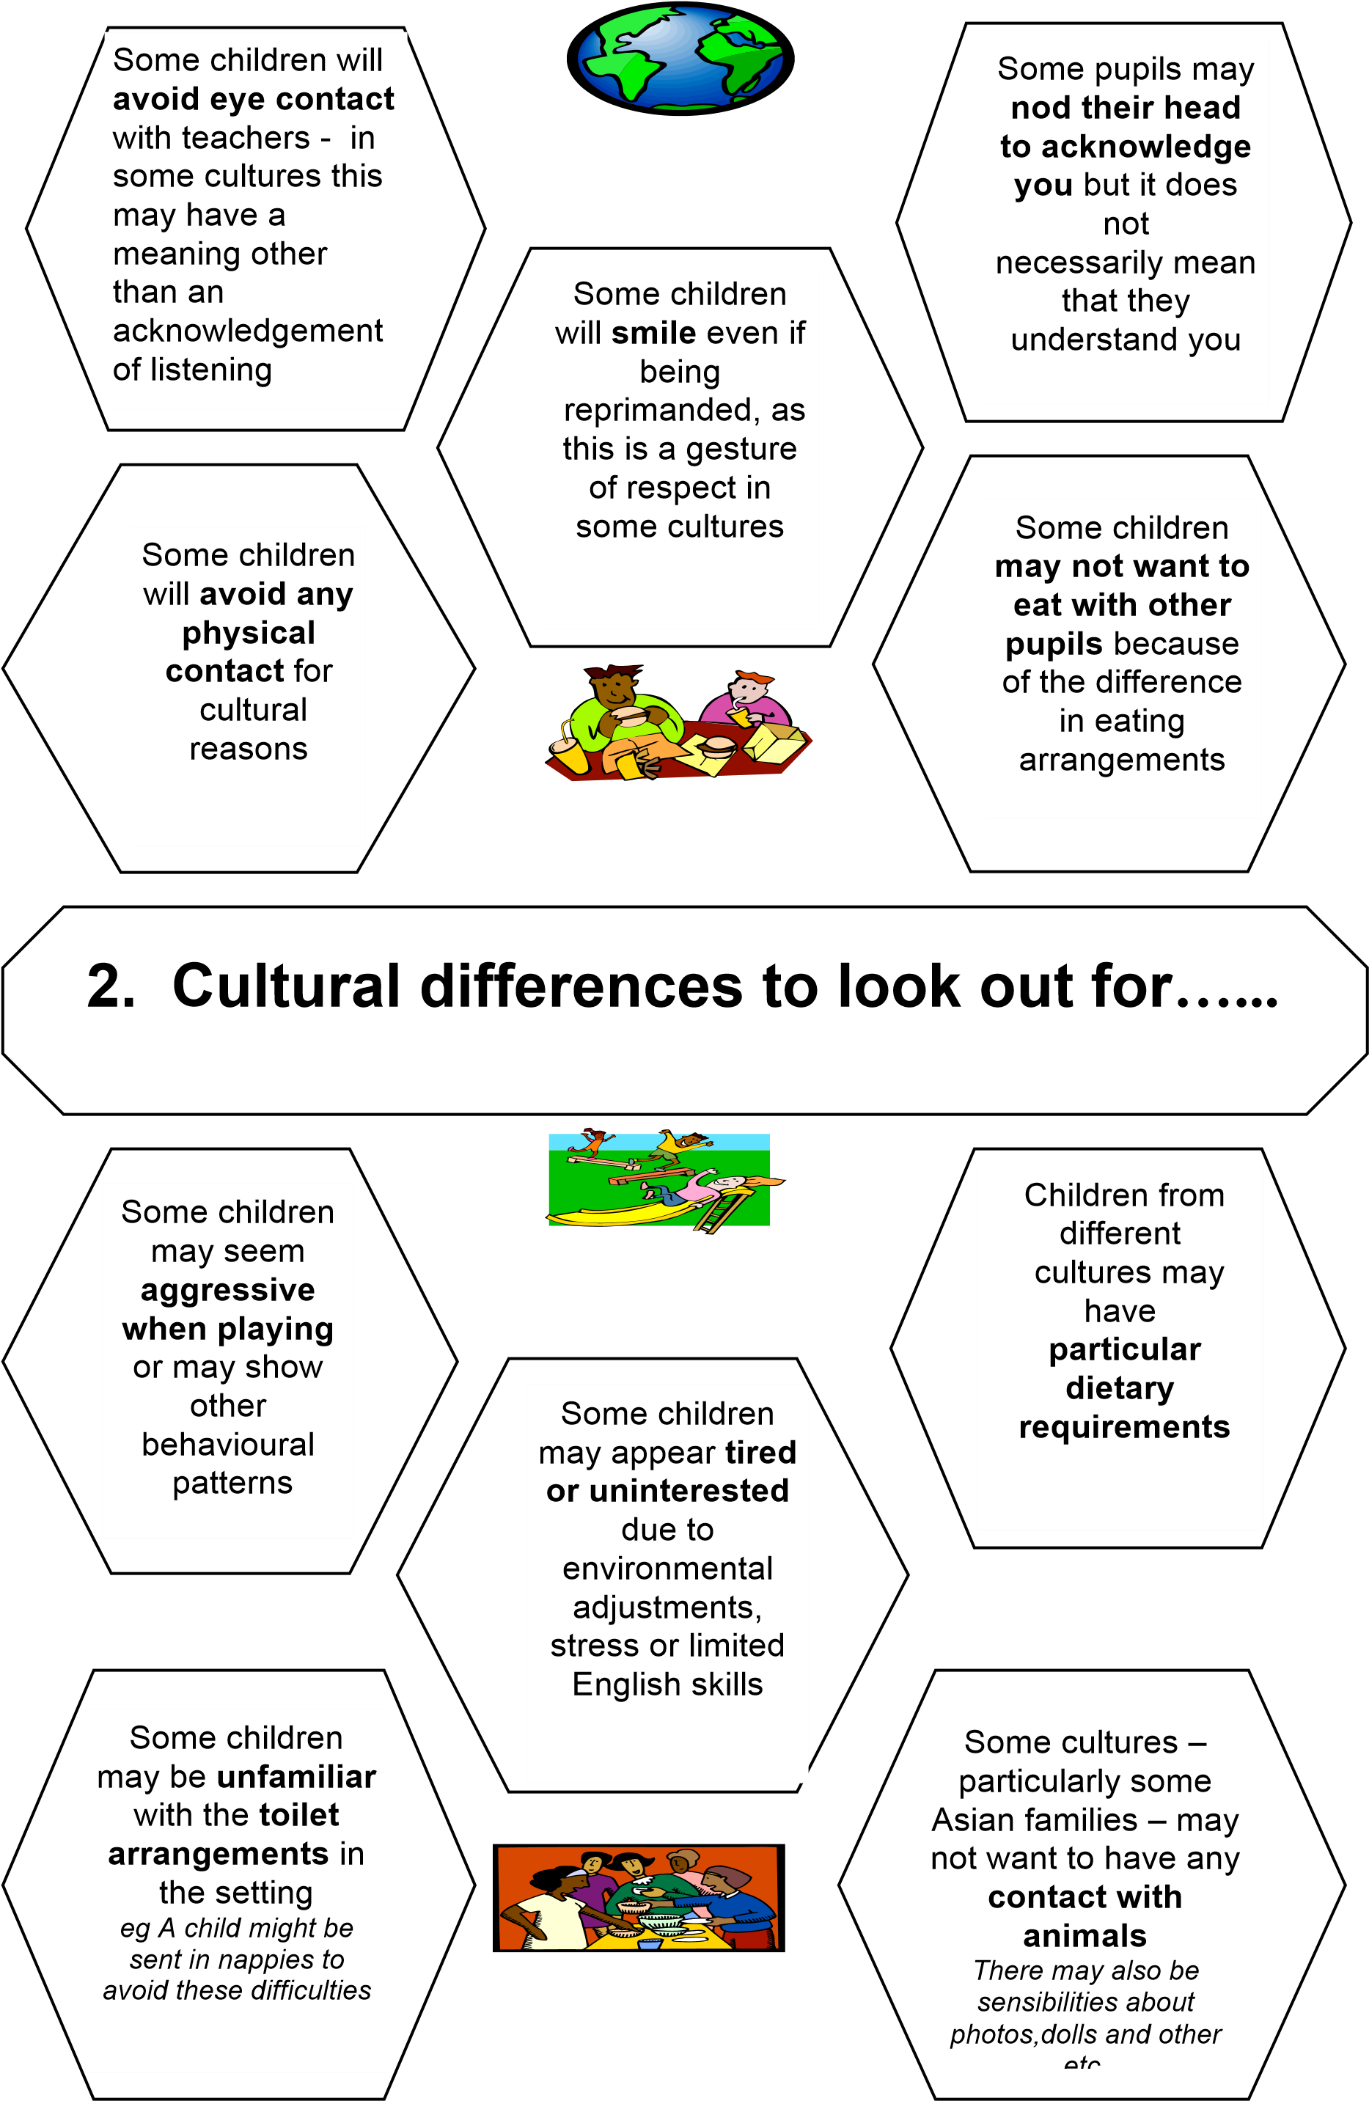 Some children will
avoid eye contact
with teachers -  in
some cultures this
may have a
meaning other
than an
acknowledgement
of listening
Some pupils may
nod their head
to acknowledge
you but it does
not
necessarily mean
that they
understand you
Some children
will smile even if
being
reprimanded, as
this is a gesture
of respect in
some cultures
Some children
will avoid any
physical
contact for
cultural
reasons
Some children
may not want to
eat with other
pupils because
of the difference
in eating
arrangements
2.  Cultural differences to look out for…...
Some children
may seem
aggressive
when playing
or may show
other
behavioural
patterns
Children from
different
cultures may
have
particular
dietary
requirements
Some children
may appear tired
or uninterested
due to
environmental
adjustments,
stress or limited
English skills
Some children
may be unfamiliar
with the toilet
arrangements in
the setting
eg A child might be
sent in nappies to
avoid these difficulties
Some cultures –
particularly some
Asian families – may
not want to have any
contact with
animals
There may also be
sensibilities about
photos,dolls and other
etc